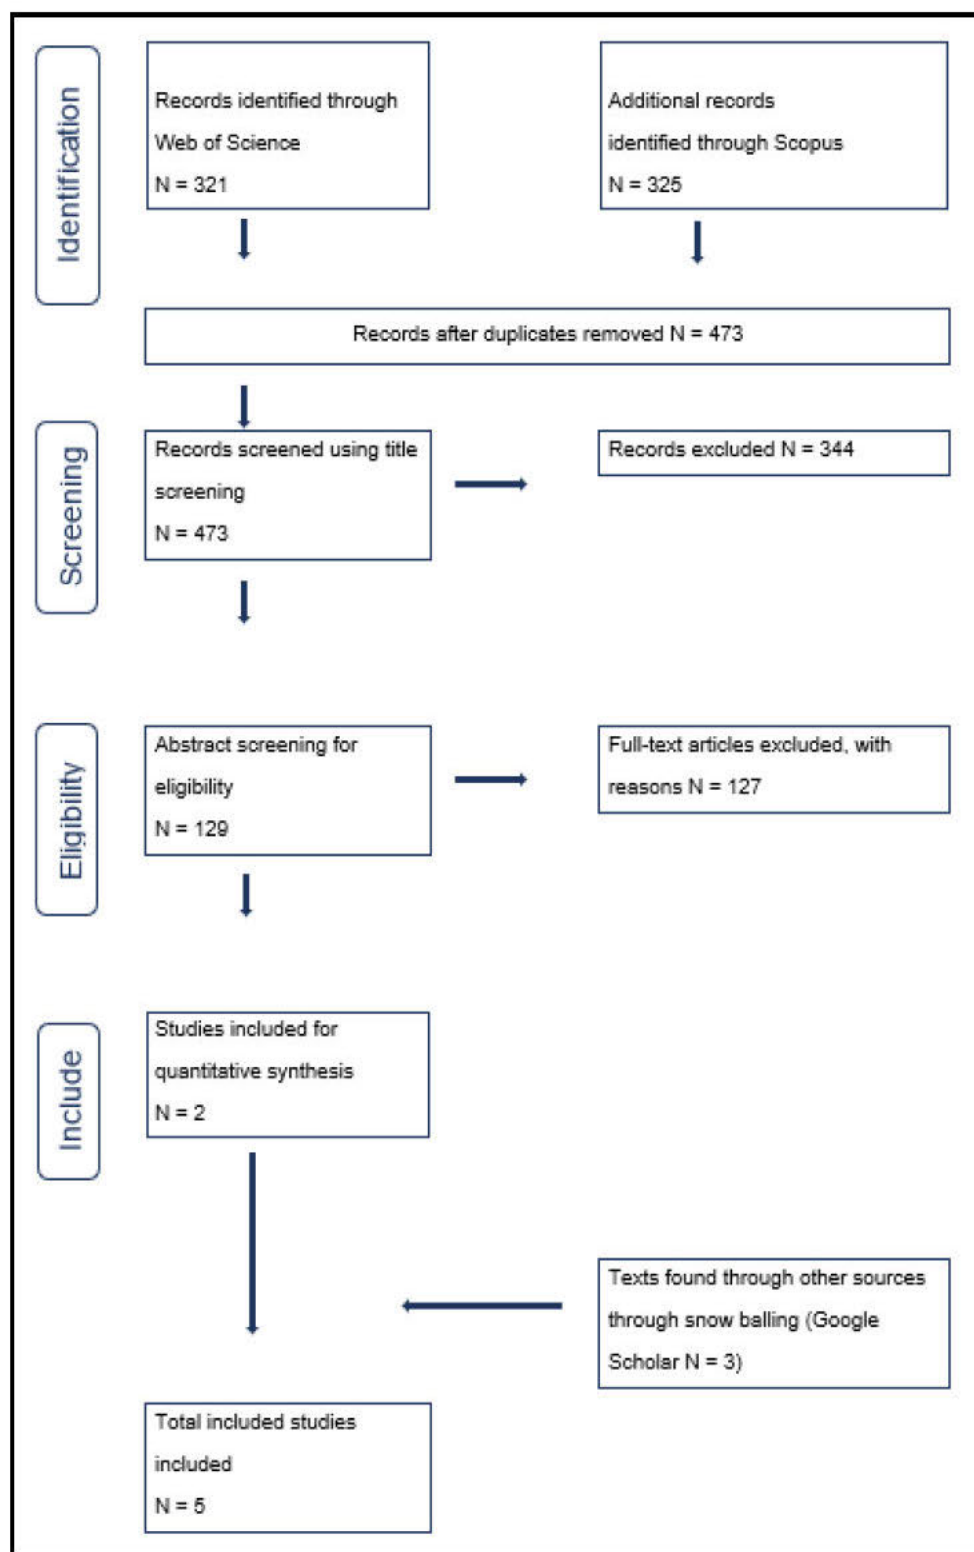 Identification
Records identified through
Web of Science
N = 321
Additional records
identified through Scopus
N = 325
Records after duplicates removed N = 473
Screening
Records screened using title
screening
N = 473
Records excluded N = 344
Eligibility
Abstract screening for
eligibility
N = 129
Full-text articles excluded, with
reasons N = 127
Include
Studies included for
quantitative synthesis
N = 2
Texts found through other sources
through snow balling (Google
Scholar N = 3)
Total included studies
included
N = 5